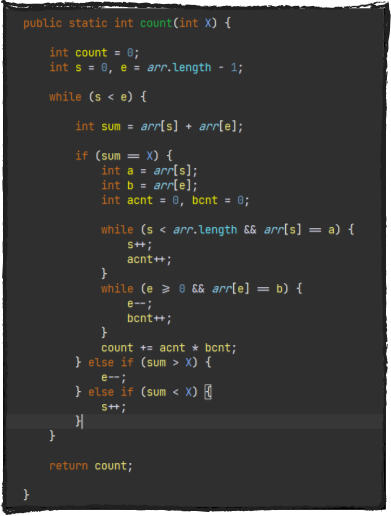 public static int count(int X) {
int count = 0;
int s = 0, e = arr.length - 1;
while (s < e) {
int sum = arr[s] + arr[e];
if (sum == X) {
int a = arr[s];
int b = arr[e];
int acnt = 0, bcnt = 0;
while (s < arr.length && arr[s] == a) {
s++;
acnt++;
}
while (e >= 0 && arr[e] == b) {
e--;
bcnt++;
}
count += acnt * bcnt;
} else if (sum > X) {
e--;
} else if (sum < X) {
s++;
}
}
return count;
}